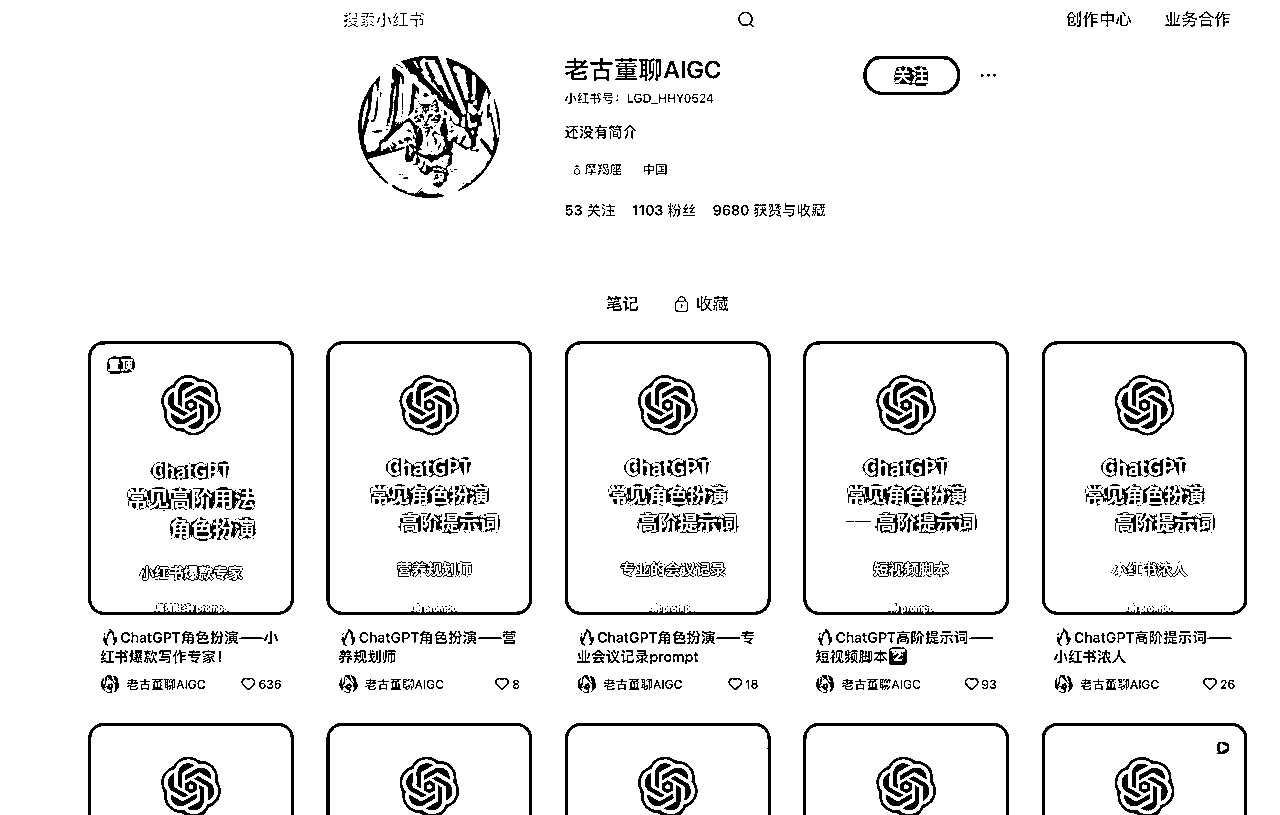 搜索小红书
创作中心 业务合作
老古董聊AIGC
关注
小红书号：LGD_HHY0524
还没有简介
摩羯座 中国
53 关注 1103 粉丝 9680 获赞与收藏
笔记 收藏
置顶
ChatGPT
常见高阶用法
角色扮演
小红书爆款专家
ChatGPT
常见角色扮演
高阶提示词
营养规划师
ChatGPT
常见角色扮演
高阶提示词
专业的会议记录
ChatGPT
常见角色扮演
—— 高阶提示词
短视频脚本
ChatGPT
常见角色扮演
高阶提示词
小红书浓人
🔥ChatGPT角色扮演——小
红书爆款写作专家！
老古董聊AIGC 636
🔥ChatGPT角色扮演——营
养规划师
老古董聊AIGC 8
🔥ChatGPT角色扮演——专
业会议记录prompt
老古董聊AIGC 18
🔥ChatGPT高阶提示词——
短视频脚本2️⃣
老古董聊AIGC 93
🔥ChatGPT高阶提示词——
小红书浓人
老古董聊AIGC 26